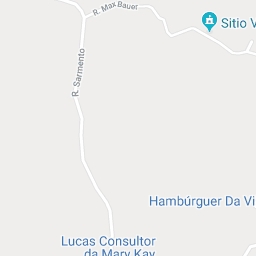 R. Max Bauer
Sitio V
R. Sarmento
Hambúrguer Da Vi
Lucas Consultor
da Mary Kay